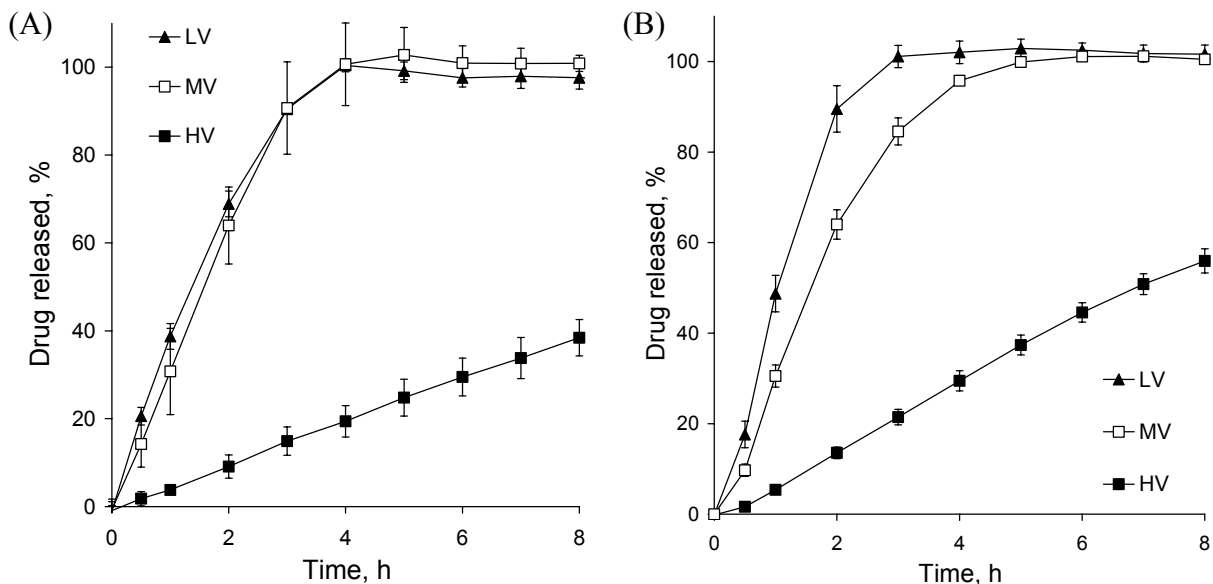 (A)
LV
MV
HV
Drug released, %
100
80
60
40
20
0
0 2 4 6 8
Time, h
(B)
Drug released, %
100
80
60
40
20
0
LV
MV
HV
0 2 4 6 8
Time, h